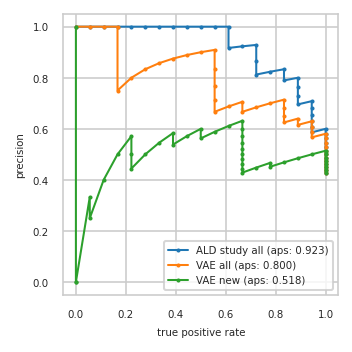 1.0
0.8
0.6
0.4
0.2
0.0
precision
0.0 0.2 0.4 0.6 0.8 1.0
true positive rate
ALD study all (aps: 0.923)
VAE all (aps: 0.800)
VAE new (aps: 0.518)